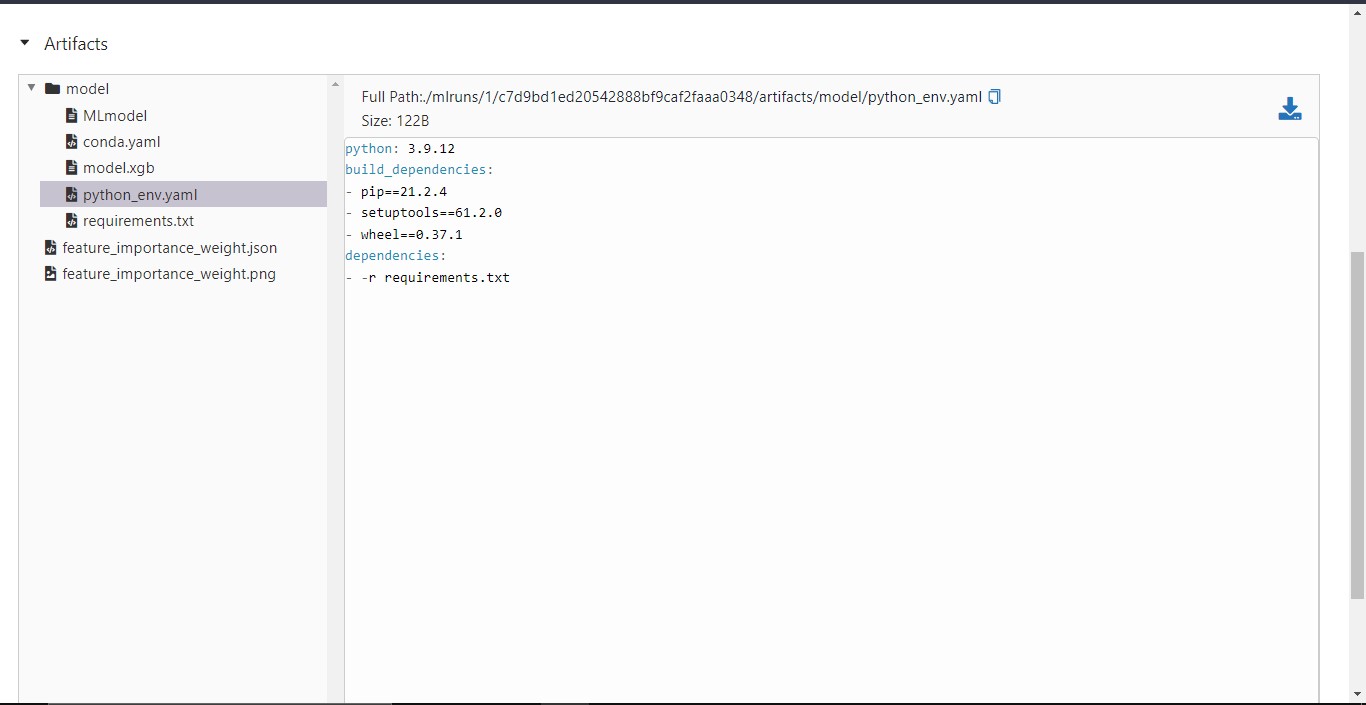 Artifacts
model
MLmodel
conda.yaml
model.xgb
python_env.yaml
requirements.txt
feature_importance_weight.json
feature_importance_weight.png
Full Path:./mlruns/1/c7d9bd1ed20542888bf9caf2faaa0348/artifacts/model/python_env.yaml
Size: 122B
python: 3.9.12
build_dependencies:
- pip==21.2.4
- setuptools==61.2.0
- wheel==0.37.1
dependencies:
- -r requirements.txt